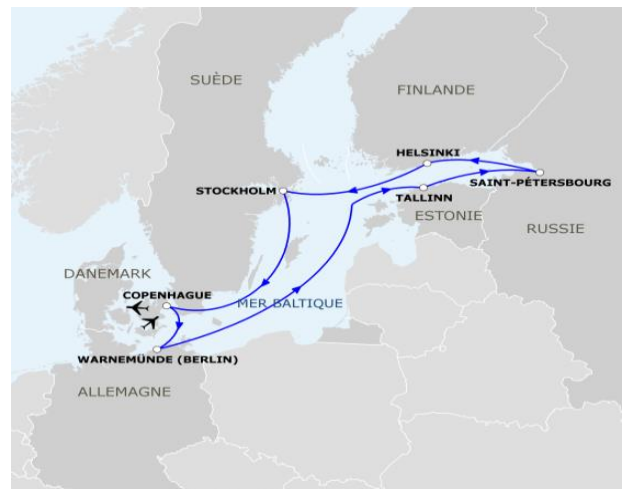 SUÈDE
FINLANDE
HELSINKI
STOCKHOLM
SAINT-PÉTERSBOURG
TALLINN
ESTONIE
RUSSIE
DANEMARK
COPENHAGUE
MER BALTIQUE
WARNEMÜNDE (BERLIN)
ALLEMAGNE